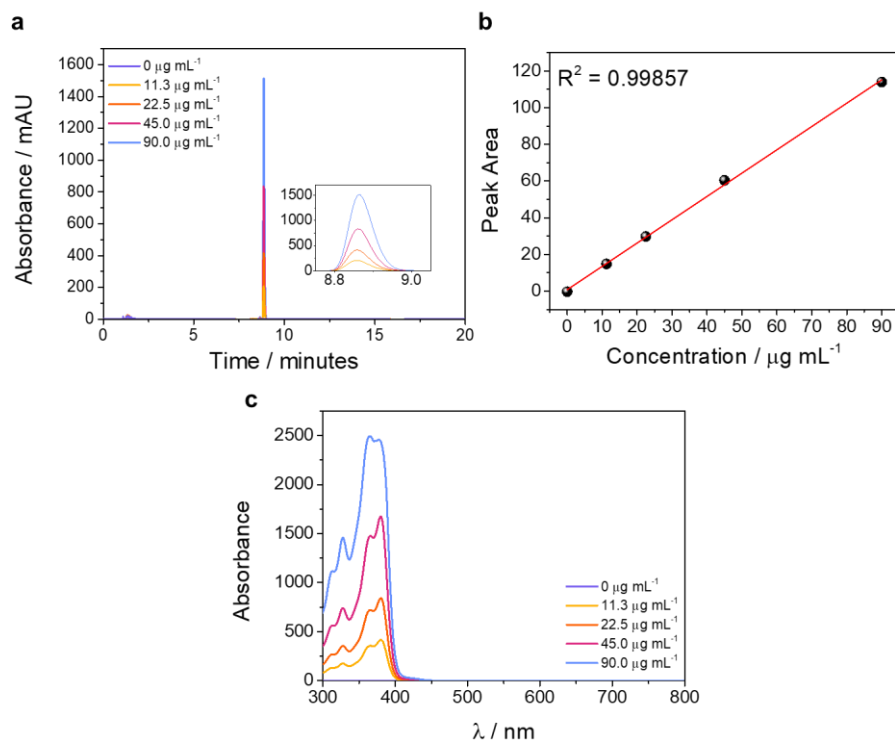 a
1600
1400
1200
1000
800
600
400
200
0
Absorbance / mAU
0 μg mL⁻¹
11.3 μg mL⁻¹
22.5 μg mL⁻¹
45.0 μg mL⁻¹
90.0 μg mL⁻¹
1500
1000
500
0
8.8 9.0
0 5 10 15 20
Time / minutes
b
R² = 0.99857
120
100
80
60
40
20
0
Peak Area
0 10 20 30 40 50 60 70 80 90
Concentration / μg mL⁻¹
c
2500
2000
1500
1000
500
0
Absorbance
0 μg mL⁻¹
11.3 μg mL⁻¹
22.5 μg mL⁻¹
45.0 μg mL⁻¹
90.0 μg mL⁻¹
300 400 500 600 700 800
λ / nm